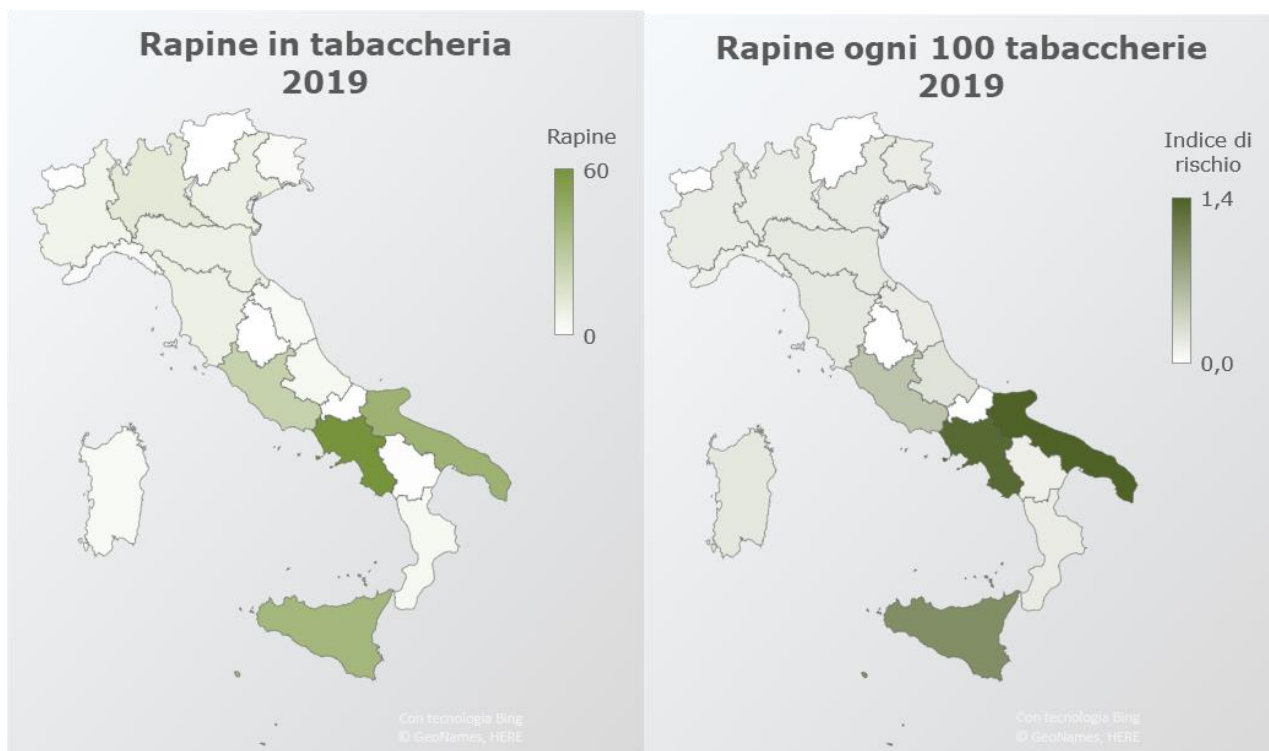 Rapine in tabaccheria
2019
Rapine
60
0
Con tecnologia Bing
© GeoNames, HERE
Rapine ogni 100 tabaccherie
2019
Indice di
rischio
1,4
0,0
Con tecnologia Bing
© GeoNames, HERE